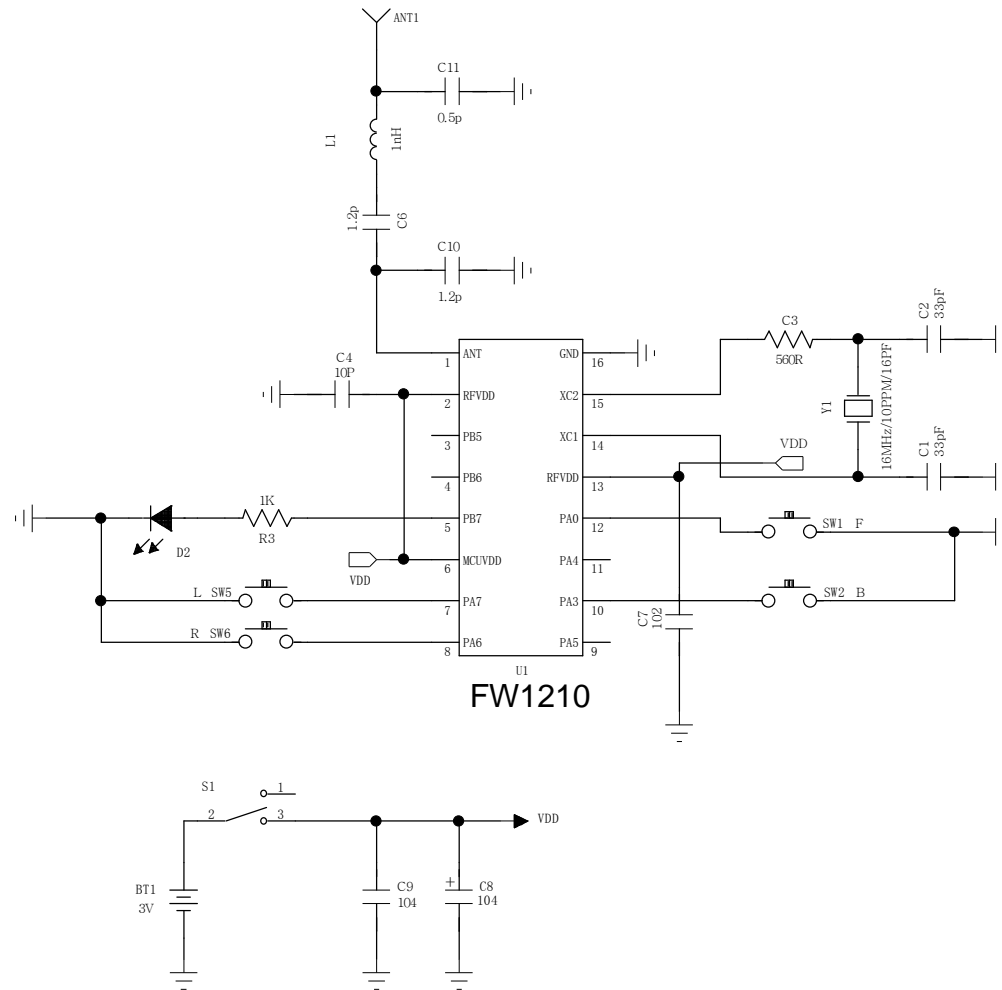 ANT1
C11
0.5p
L1
1nH
1.2p
C6
C10
1.2p
C4
10P
1 ANT
2 RFVDD
3 PB5
4 PB6
5 PB7
6 MCUVDD
7 PA7
8 PA6
GND 16
XC2 15
XC1 14
RFVDD 13
PA0 12
PA4 11
PA3 10
PA5 9
U1
FW1210
C3
560R
C2
33pF
Y1
16MHz/10PPM/16PF
C1
33pF
VDD
SW1 F
SW2 B
C7
102
1K
R3
D2
VDD
L SW5
R SW6
S1
1
2
3
VDD
BT1
3V
C9
104
+
C8
104